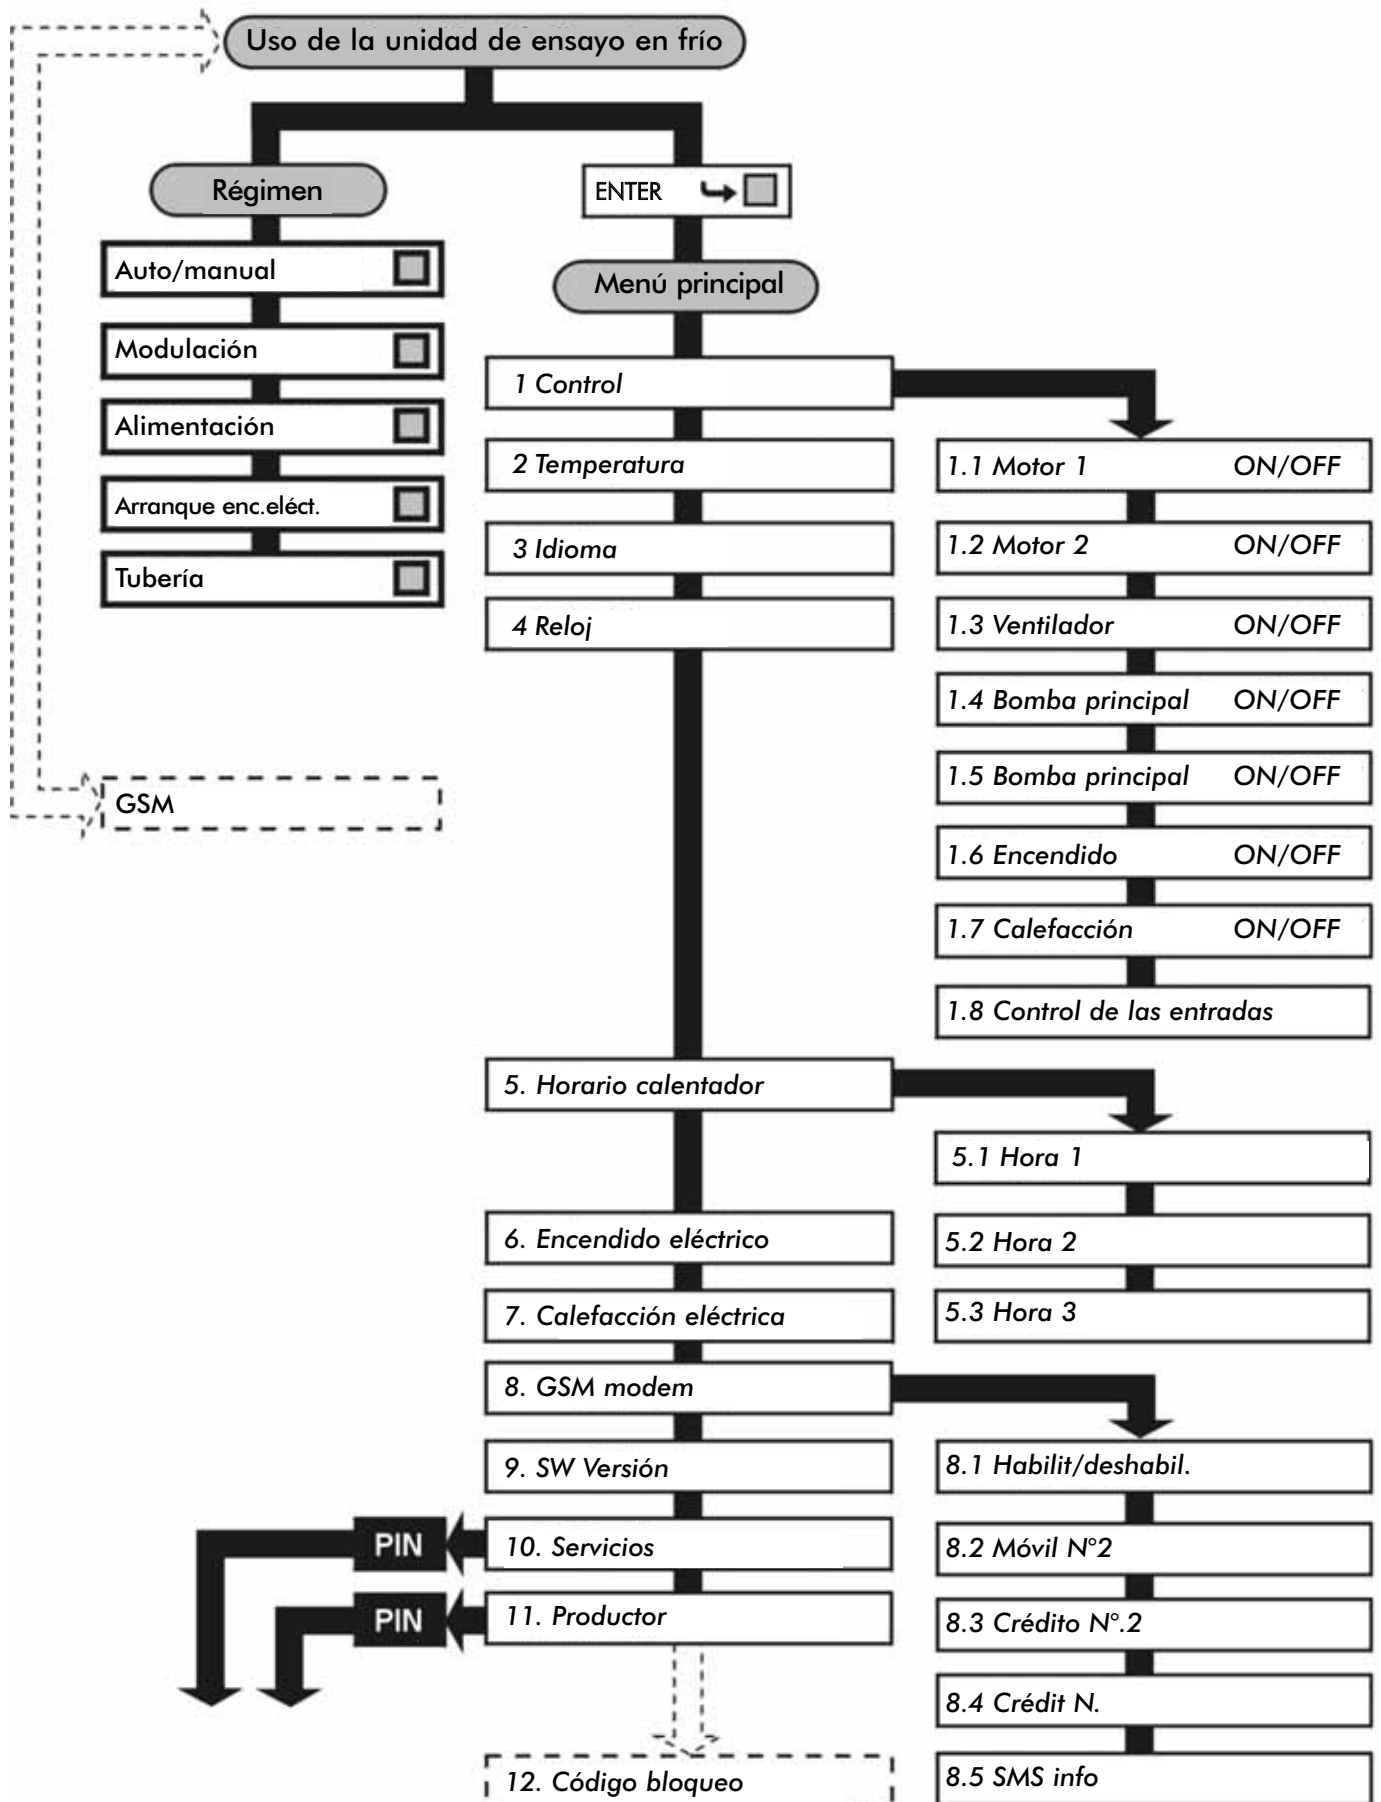 Uso de la unidad de ensayo en frío
Régimen
Auto/manual
Modulación
Alimentación
Arranque enc.eléct.
Tubería
GSM
ENTER
Menú principal
1 Control
2 Temperatura
3 Idioma
4 Reloj
1.1 Motor 1 ON/OFF
1.2 Motor 2 ON/OFF
1.3 Ventilador ON/OFF
1.4 Bomba principal ON/OFF
1.5 Bomba principal ON/OFF
1.6 Encendido ON/OFF
1.7 Calefacción ON/OFF
1.8 Control de las entradas
5. Horario calentador
5.1 Hora 1
5.2 Hora 2
5.3 Hora 3
6. Encendido eléctrico
7. Calefacción eléctrica
8. GSM modem
8.1 Habilit/deshabil.
8.2 Móvil N°2
8.3 Crédito N°.2
8.4 Crédit N.
8.5 SMS info
9. SW Versión
PIN 10. Servicios
PIN 11. Productor
12. Código bloqueo